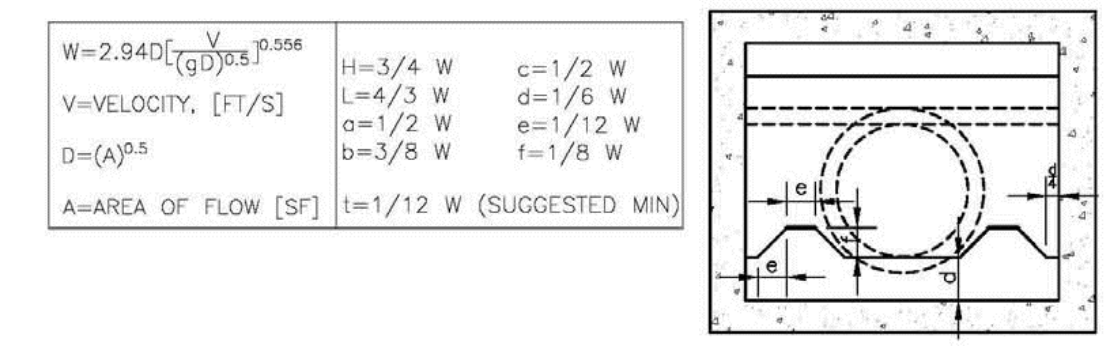 W=2.94D[V/(gD)^0.5]^0.556
V=VELOCITY, [FT/S]
D=(A)^0.5
A=AREA OF FLOW [SF]
H=3/4 W c=1/2 W
L=4/3 W d=1/6 W
a=1/2 W e=1/12 W
b=3/8 W f=1/8 W
t=1/12 W (SUGGESTED MIN)
e
e
f
d
d/4